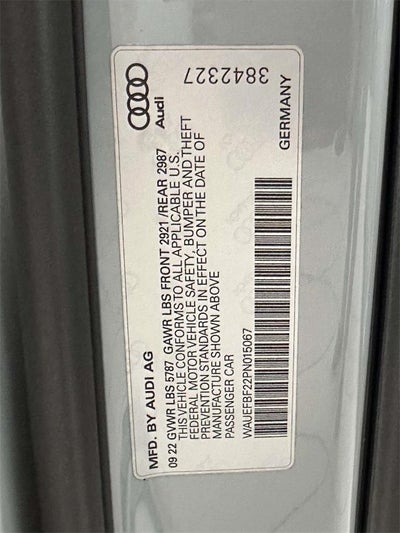 MFD. BY AUDI AG
Audi
09 22 GVWR LBS 5787 GAWR LBS FRONT 2921 /REAR 2987
THIS VEHICLE CONFORMS TO ALL APPLICABLE U.S.
FEDERAL MOTOR VEHICLE SAFETY, BUMPER AND THEFT
PREVENTION STANDARDS IN EFFECT ON THE DATE OF
MANUFACTURE SHOWN ABOVE
PASSENGER CAR
WAUEFBF22PN015067
3842327
GERMANY